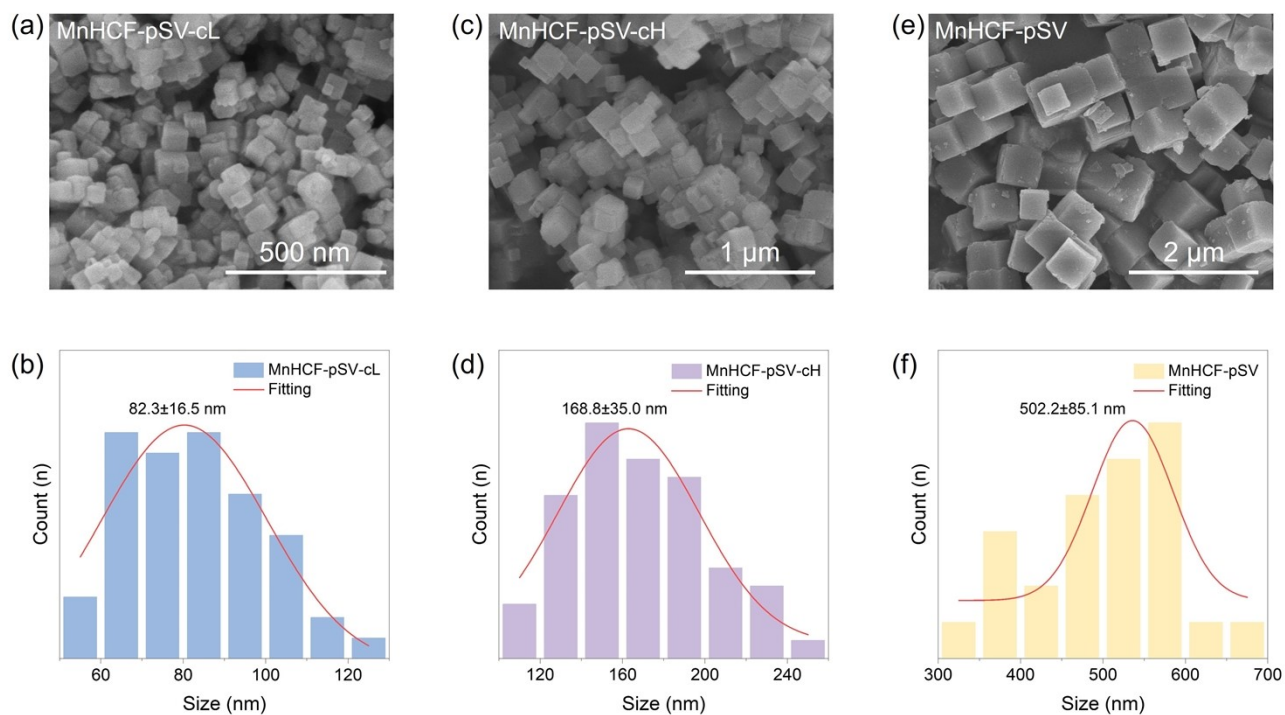 (a)
MnHCF-pSV-cL
500 nm
(c)
MnHCF-pSV-cH
1 µm
(e)
MnHCF-pSV
2 µm
(b)
MnHCF-pSV-cL
Fitting
82.3±16.5 nm
Count (n)
60 80 100 120
Size (nm)
(d)
MnHCF-pSV-cH
Fitting
168.8±35.0 nm
Count (n)
120 160 200 240
Size (nm)
(f)
MnHCF-pSV
Fitting
502.2±85.1 nm
Count (n)
300 400 500 600 700
Size (nm)